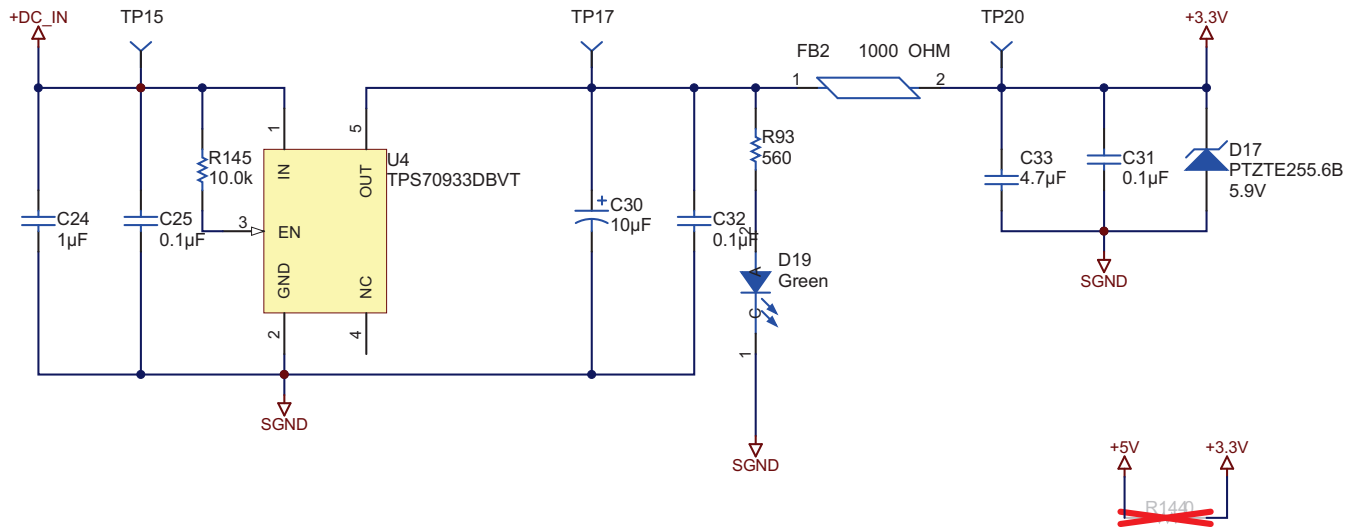 +DC_IN
TP15
TP17
TP20
+3.3V
FB2
1000 OHM
1
2
1
5
R145
10.0k
U4
TPS70933DBVT
IN
OUT
3
EN
GND
NC
2
4
C24
1µF
C25
0.1µF
C30
+
10µF
C32
0.1µF
R93
560
2
A
D19
Green
C
1
C33
4.7µF
C31
0.1µF
D17
PTZTE255.6B
5.9V
SGND
SGND
SGND
+5V
+3.3V